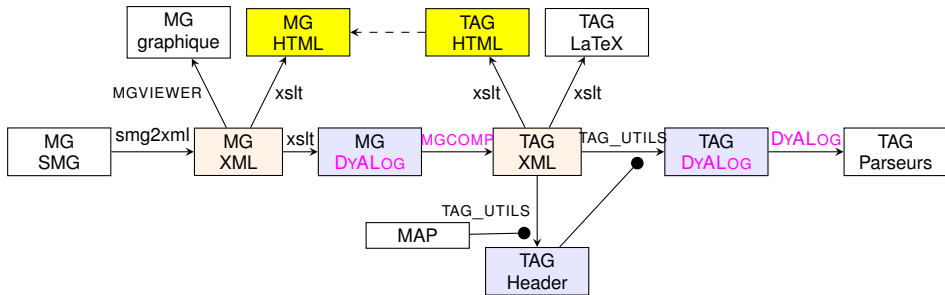 MG
graphique
MG
HTML
TAG
HTML
TAG
LaTeX
MGVIEWER
xslt
xslt
xslt
MG
SMG
smg2xml
MG
XML
xslt
MG
DYALOG
MGCOMP
TAG
XML
TAG_UTILS
TAG
DYALOG
DYALOG
TAG
Parseurs
TAG_UTILS
MAP
TAG
Header